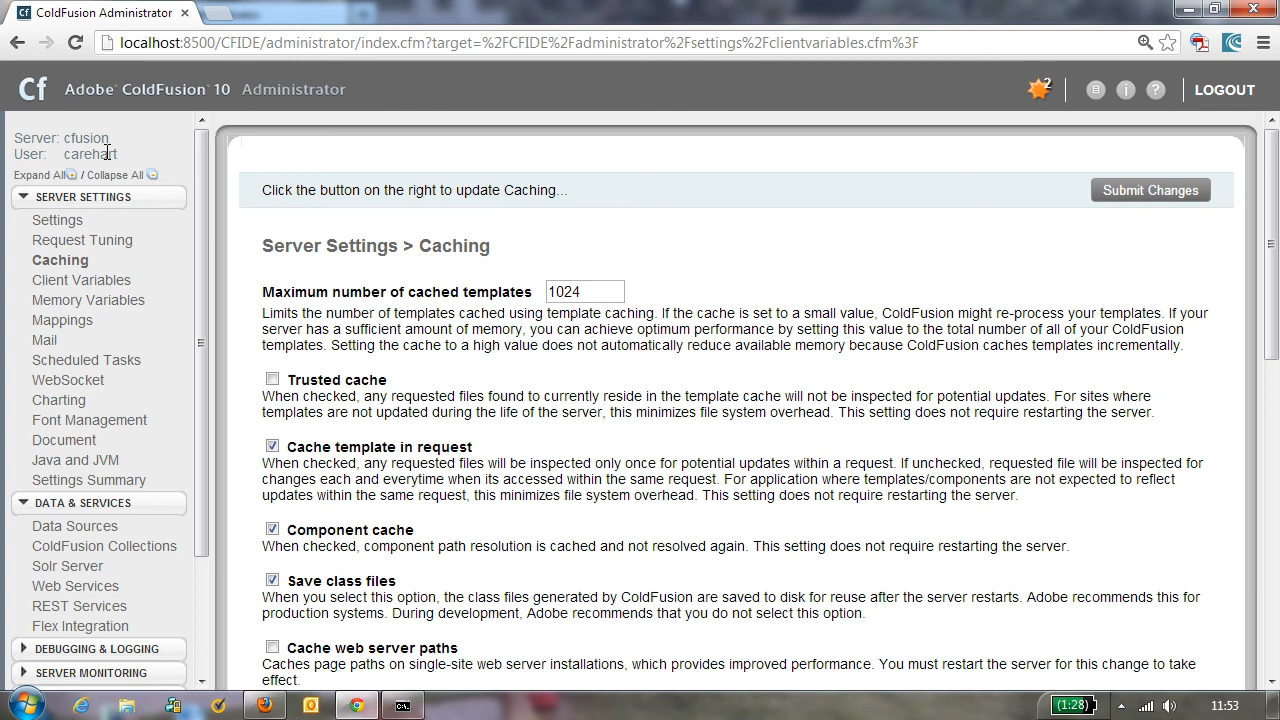 ColdFusion Administrator
localhost:8500/CFIDE/administrator/index.cfm?target=%2FCFIDE%2Fadministrator%2Fsettings%2Fclientvariables.cfm%3F
Cf Adobe® ColdFusion® 10 Administrator
2
LOGOUT
Server: cfusion
User: carehart
Expand All / Collapse All
SERVER SETTINGS
Settings
Request Tuning
Caching
Client Variables
Memory Variables
Mappings
Mail
Scheduled Tasks
WebSocket
Charting
Font Management
Document
Java and JVM
Settings Summary
DATA & SERVICES
Data Sources
ColdFusion Collections
Solr Server
Web Services
REST Services
Flex Integration
DEBUGGING & LOGGING
SERVER MONITORING
Click the button on the right to update Caching...
Submit Changes
Server Settings > Caching
Maximum number of cached templates 1024
Limits the number of templates cached using template caching. If the cache is set to a small value, ColdFusion might re-process your templates. If your
server has a sufficient amount of memory, you can achieve optimum performance by setting this value to the total number of all of your ColdFusion
templates. Setting the cache to a high value does not automatically reduce available memory because ColdFusion caches templates incrementally.
Trusted cache
When checked, any requested files found to currently reside in the template cache will not be inspected for potential updates. For sites where
templates are not updated during the life of the server, this minimizes file system overhead. This setting does not require restarting the server.
Cache template in request
When checked, any requested files will be inspected only once for potential updates within a request. If unchecked, requested file will be inspected for
changes each and everytime when its accessed within the same request. For application where templates/components are not expected to reflect
updates within the same request, this minimizes file system overhead. This setting does not require restarting the server.
Component cache
When checked, component path resolution is cached and not resolved again. This setting does not require restarting the server.
Save class files
When you select this option, the class files generated by ColdFusion are saved to disk for reuse after the server restarts. Adobe recommends this for
production systems. During development, Adobe recommends that you do not select this option.
Cache web server paths
Caches page paths on single-site web server installations, which provides improved performance. You must restart the server for this change to take
effect.
(1:28)
11:53